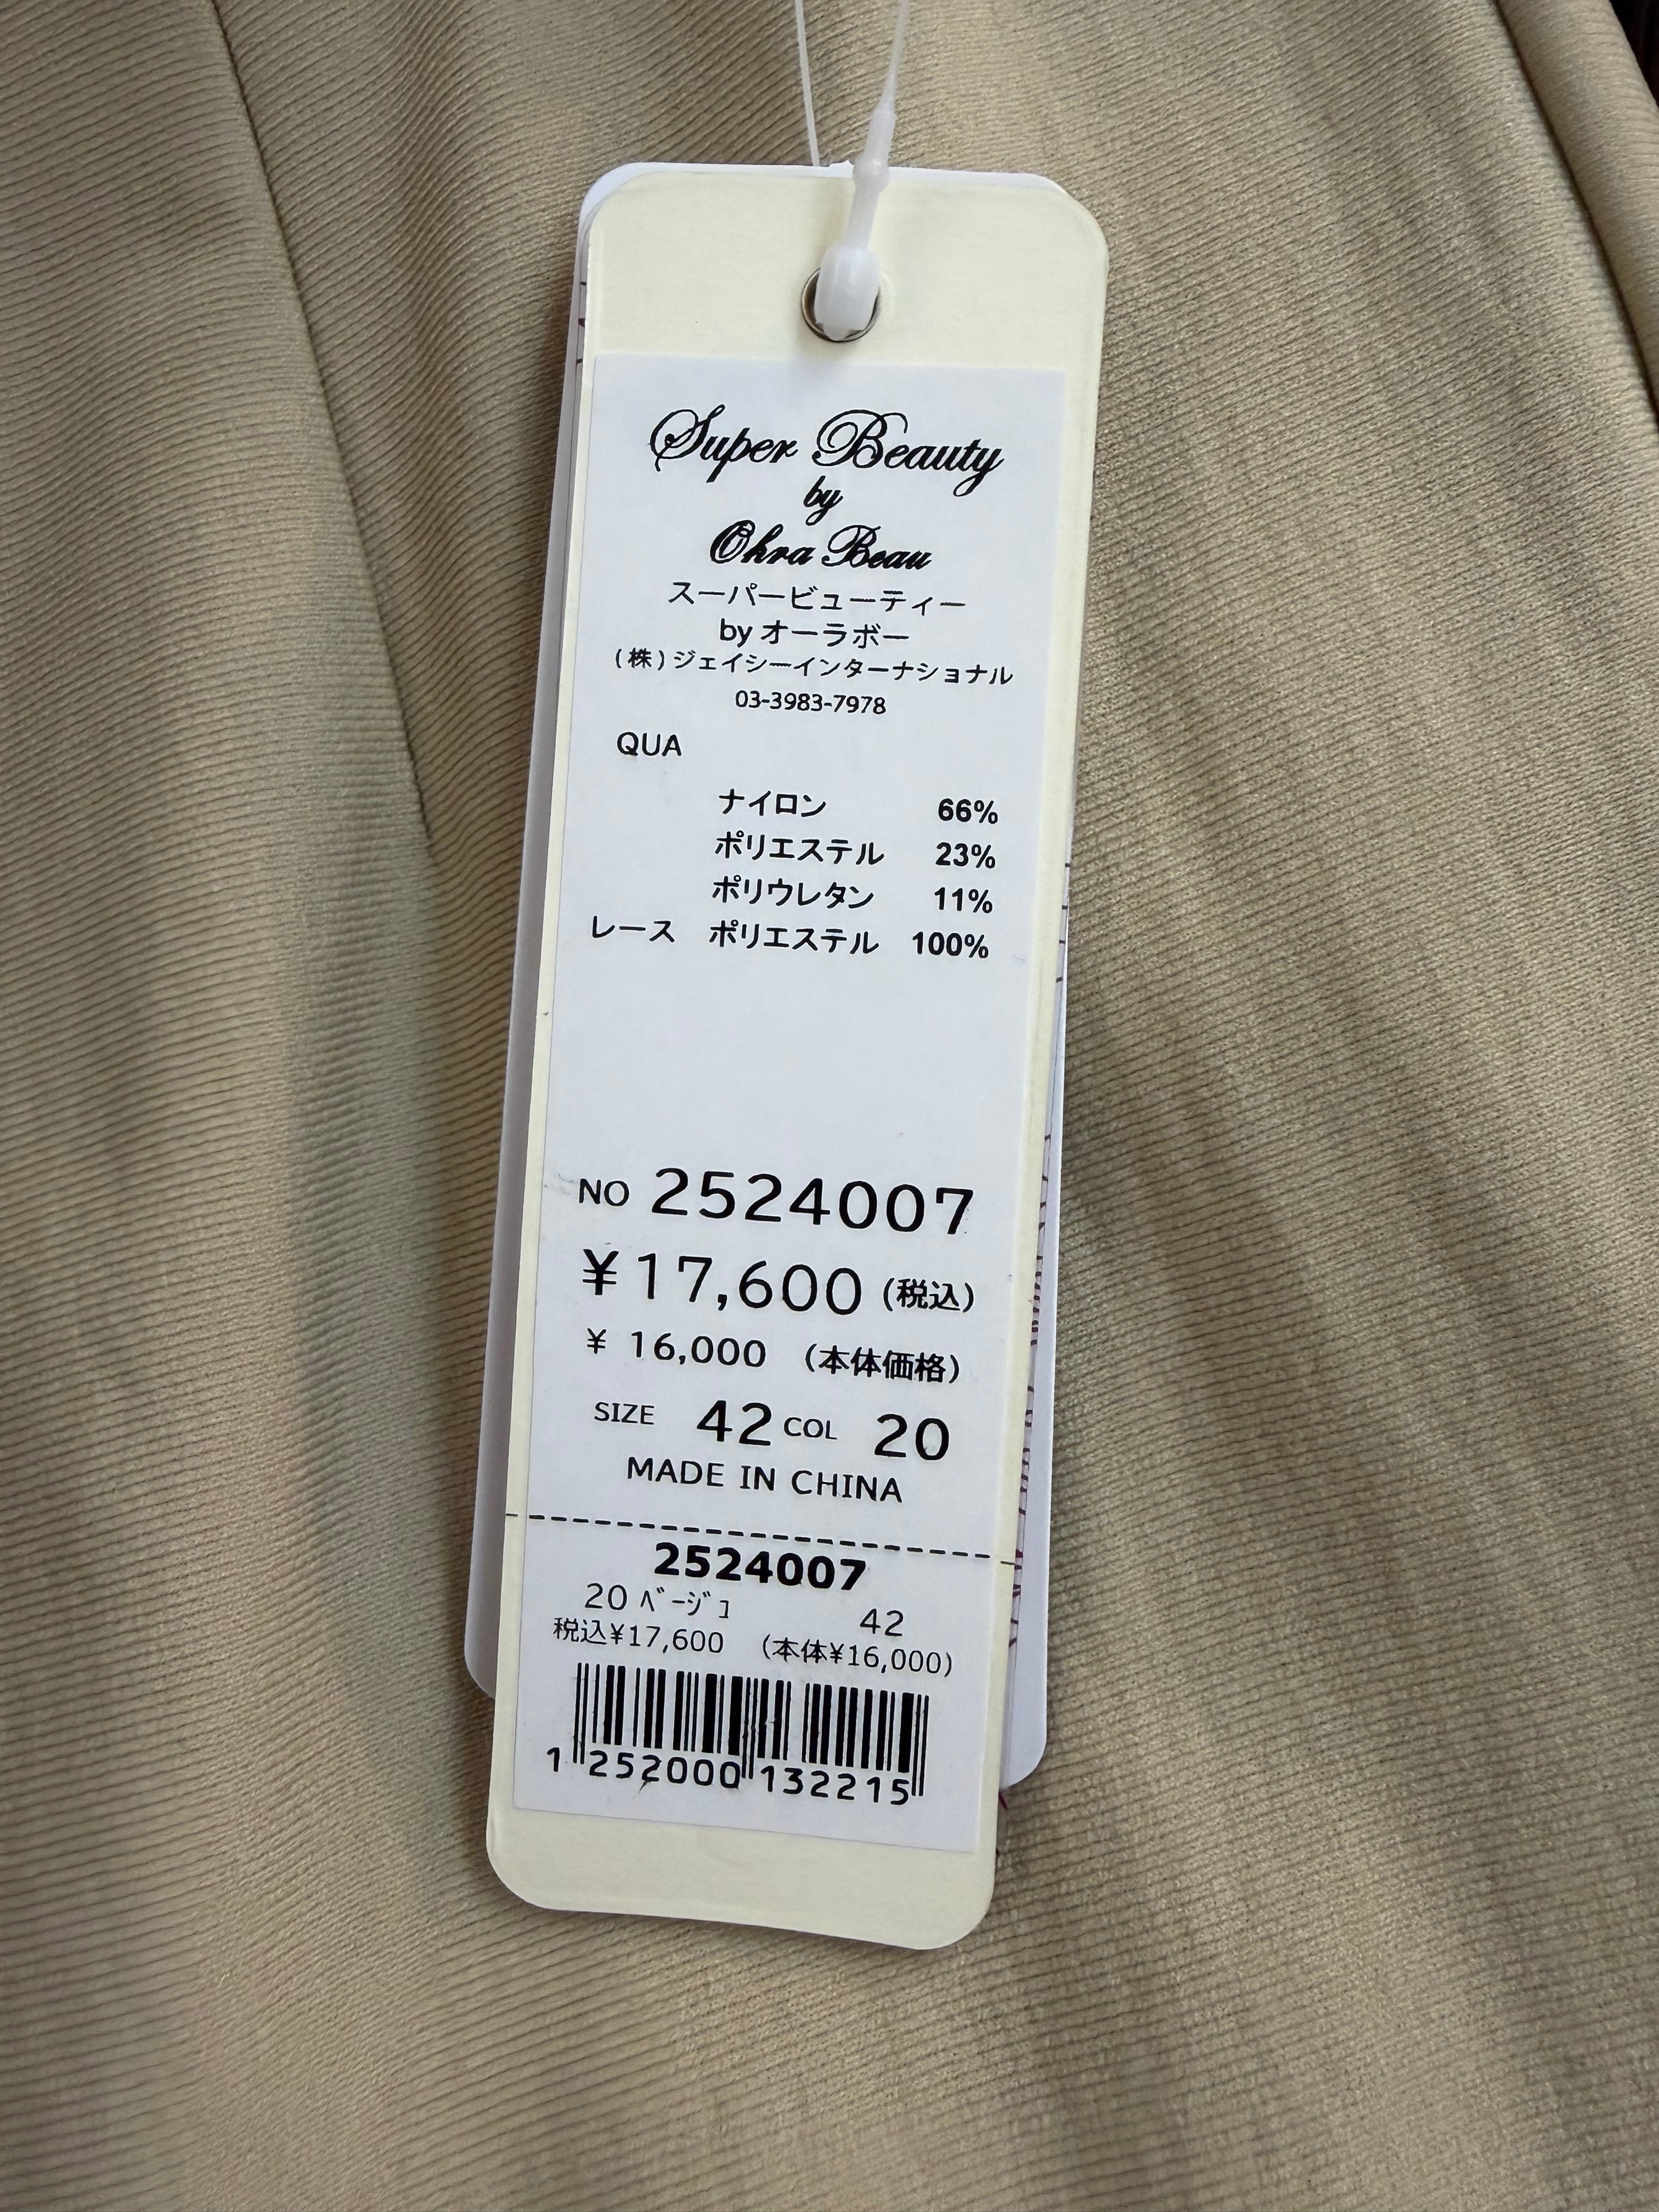 Super Beauty
by
Ohra Beau
スーパービューティー
by オーラボー
(株)ジェイシーインターナショナル
03-3983-7978
QUA
ナイロン 66%
ポリエステル 23%
ポリウレタン 11%
レース ポリエステル 100%
NO 2524007
¥17,600 (税込)
¥ 16,000 (本体価格)
SIZE 42 COL 20
MADE IN CHINA
2524007
20 ﾍﾞｰｼﾞｭ 42
税込¥17,600 (本体¥16,000)
1 252000 132215